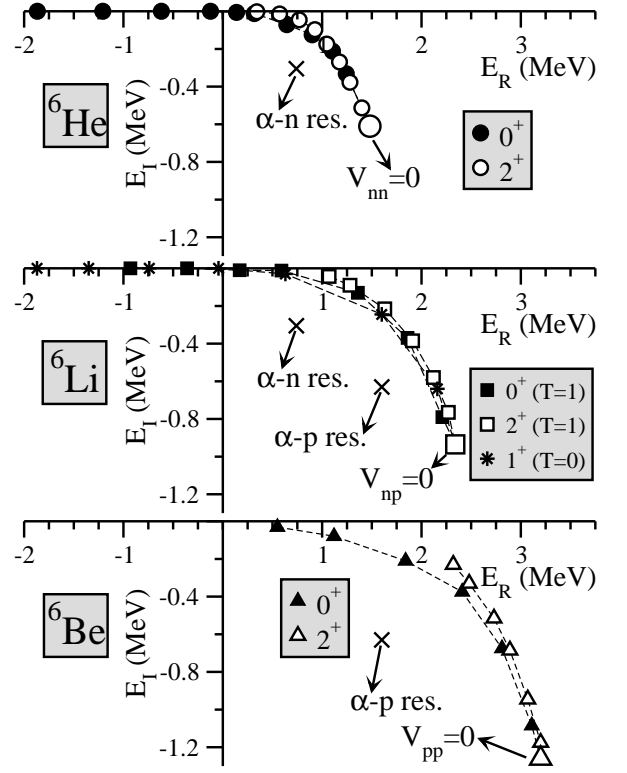 -2 -1 1 2 3
E_R (MeV)
-0.4
-0.8
-1.2
E_I (MeV)
⁶He
α-n res.
V_nn=0
0⁺
2⁺
-2 -1 1 2 3
E_R (MeV)
-0.4
-0.8
-1.2
E_I (MeV)
⁶Li
α-n res.
α-p res.
V_np=0
0⁺ (T=1)
2⁺ (T=1)
1⁺ (T=0)
-2 -1 1 2 3
E_R (MeV)
-0.4
-0.8
-1.2
E_I (MeV)
⁶Be
0⁺
2⁺
α-p res.
V_pp=0